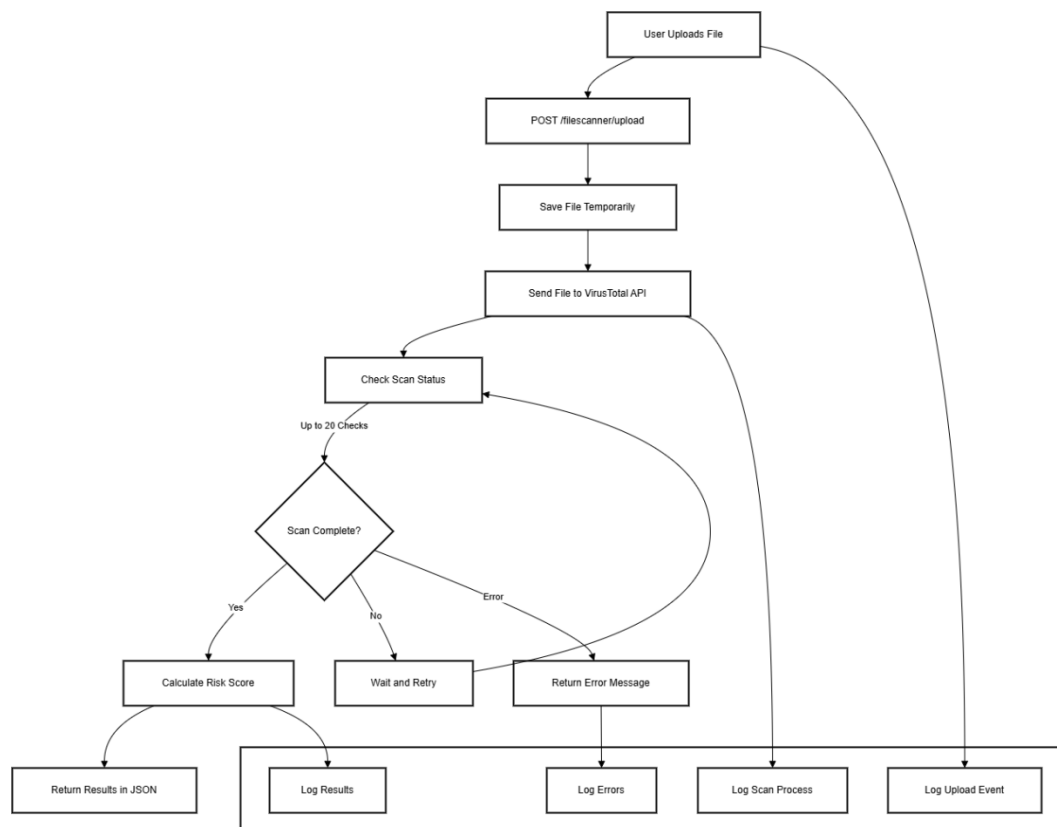 User Uploads File
POST /filescanner/upload
Save File Temporarily
Send File to VirusTotal API
Check Scan Status
Up to 20 Checks
Scan Complete?
Yes
No
Error
Calculate Risk Score
Wait and Retry
Return Error Message
Return Results in JSON
Log Results
Log Errors
Log Scan Process
Log Upload Event